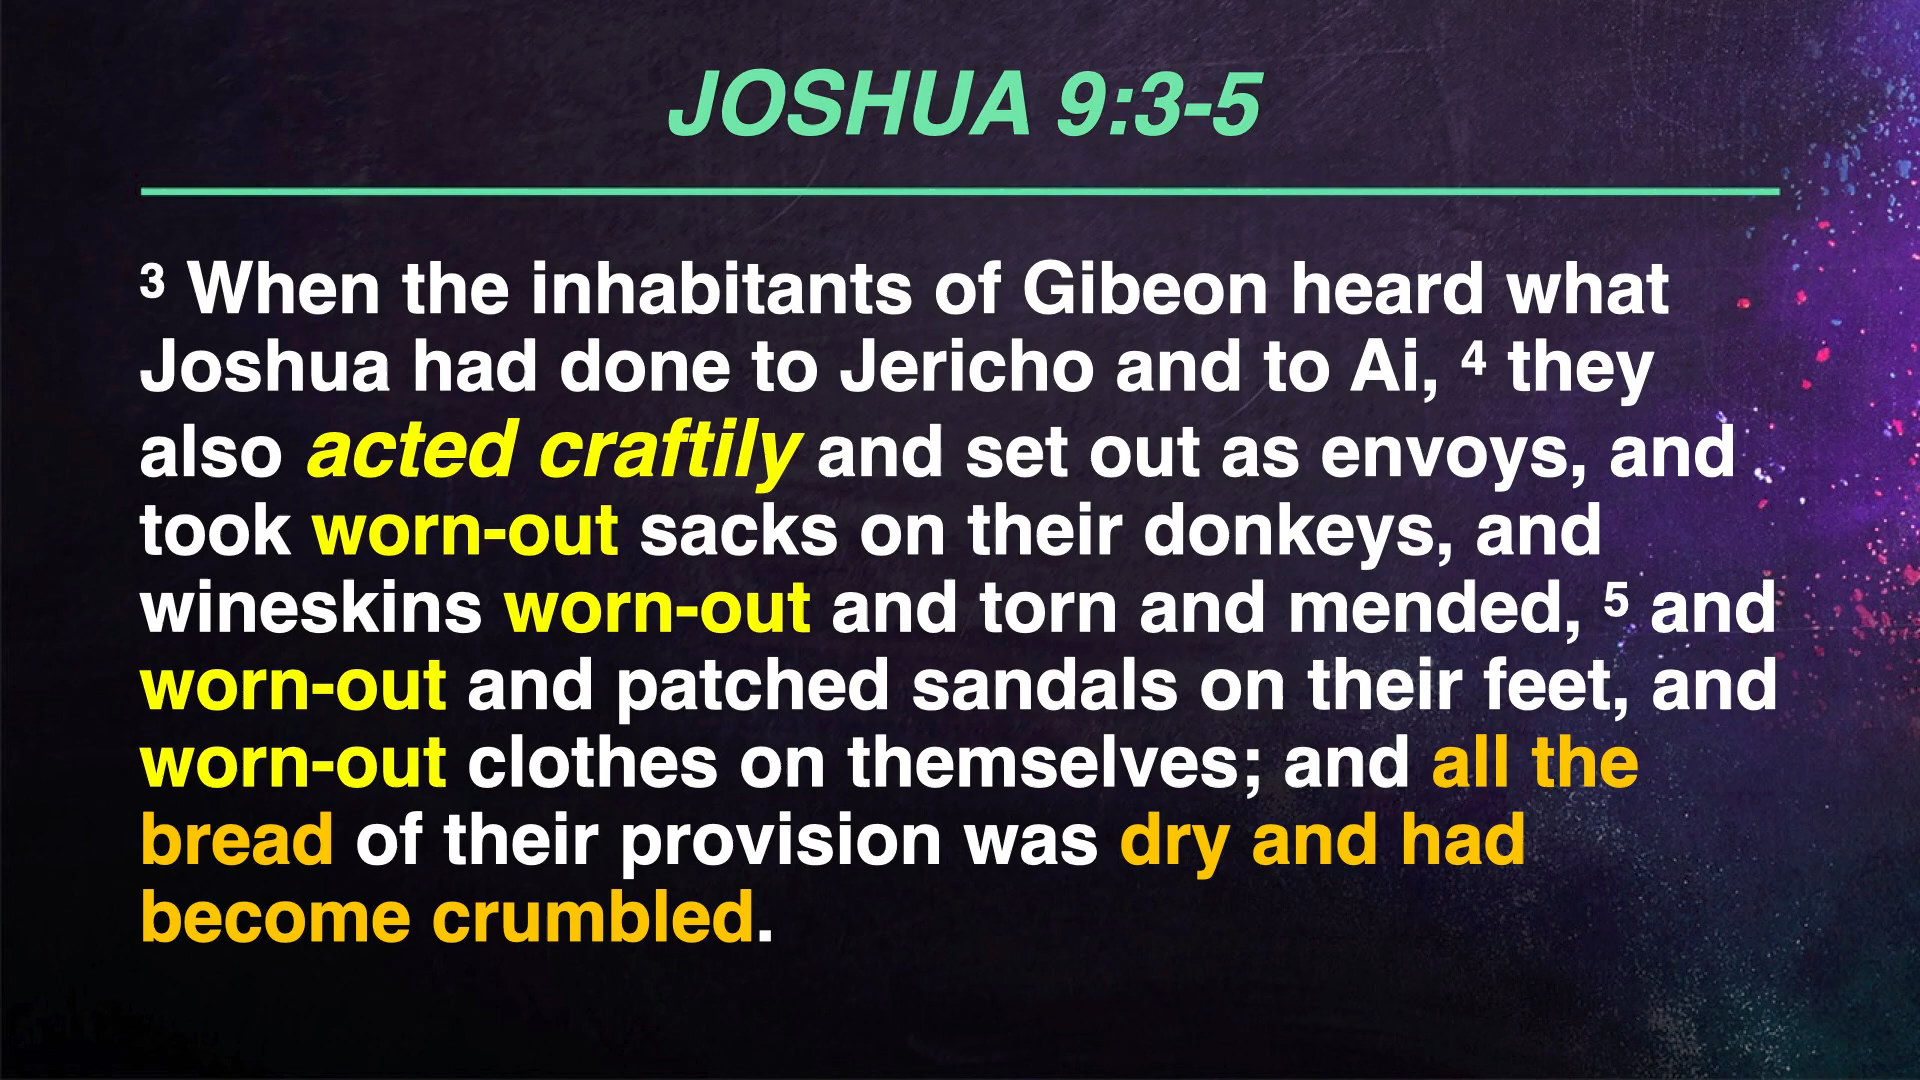 JOSHUA 9:3-5
³ When the inhabitants of Gibeon heard what
Joshua had done to Jericho and to Ai, ⁴ they
also acted craftily and set out as envoys, and
took worn-out sacks on their donkeys, and
wineskins worn-out and torn and mended, ⁵ and
worn-out and patched sandals on their feet, and
worn-out clothes on themselves; and all the
bread of their provision was dry and had
become crumbled.